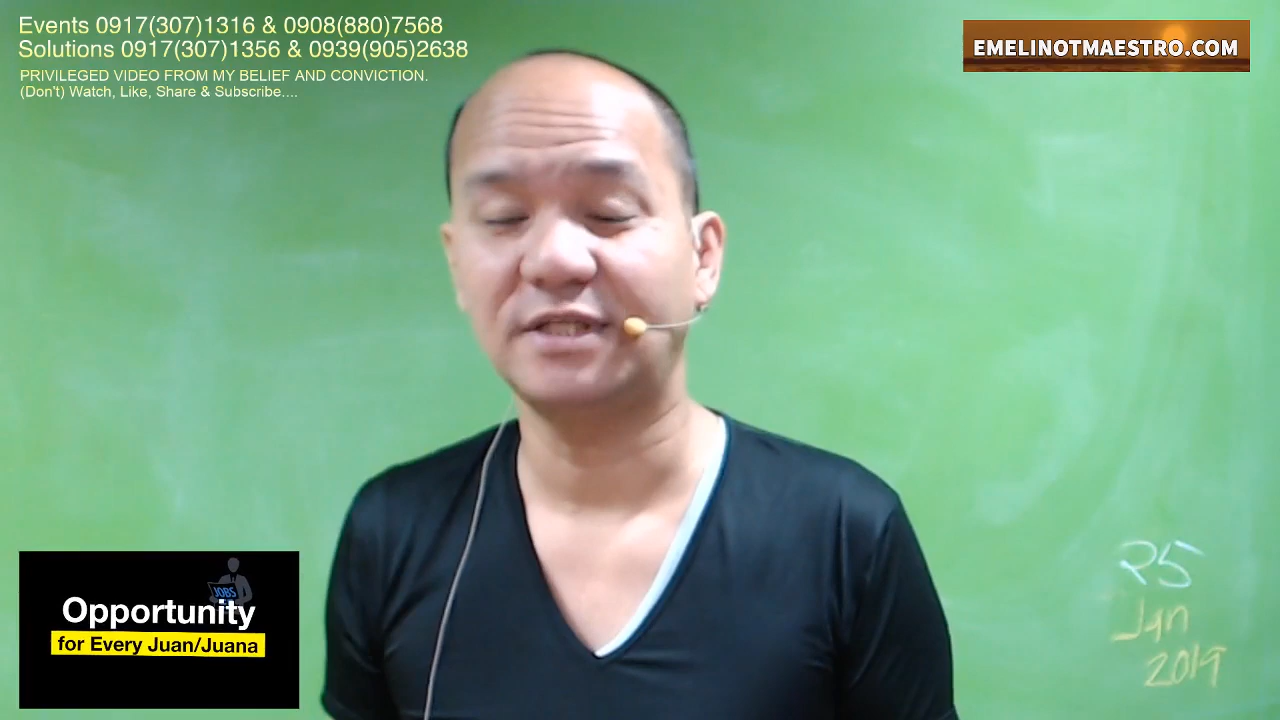 Events 0917(307)1316 & 0908(880)7568
Solutions 0917(307)1356 & 0939(905)2638
PRIVILEGED VIDEO FROM MY BELIEF AND CONVICTION.
(Don't) Watch, Like, Share & Subscribe....
EMELINOTMAESTRO.COM
JOBS
Opportunity
for Every Juan/Juana
25
Jan
2019